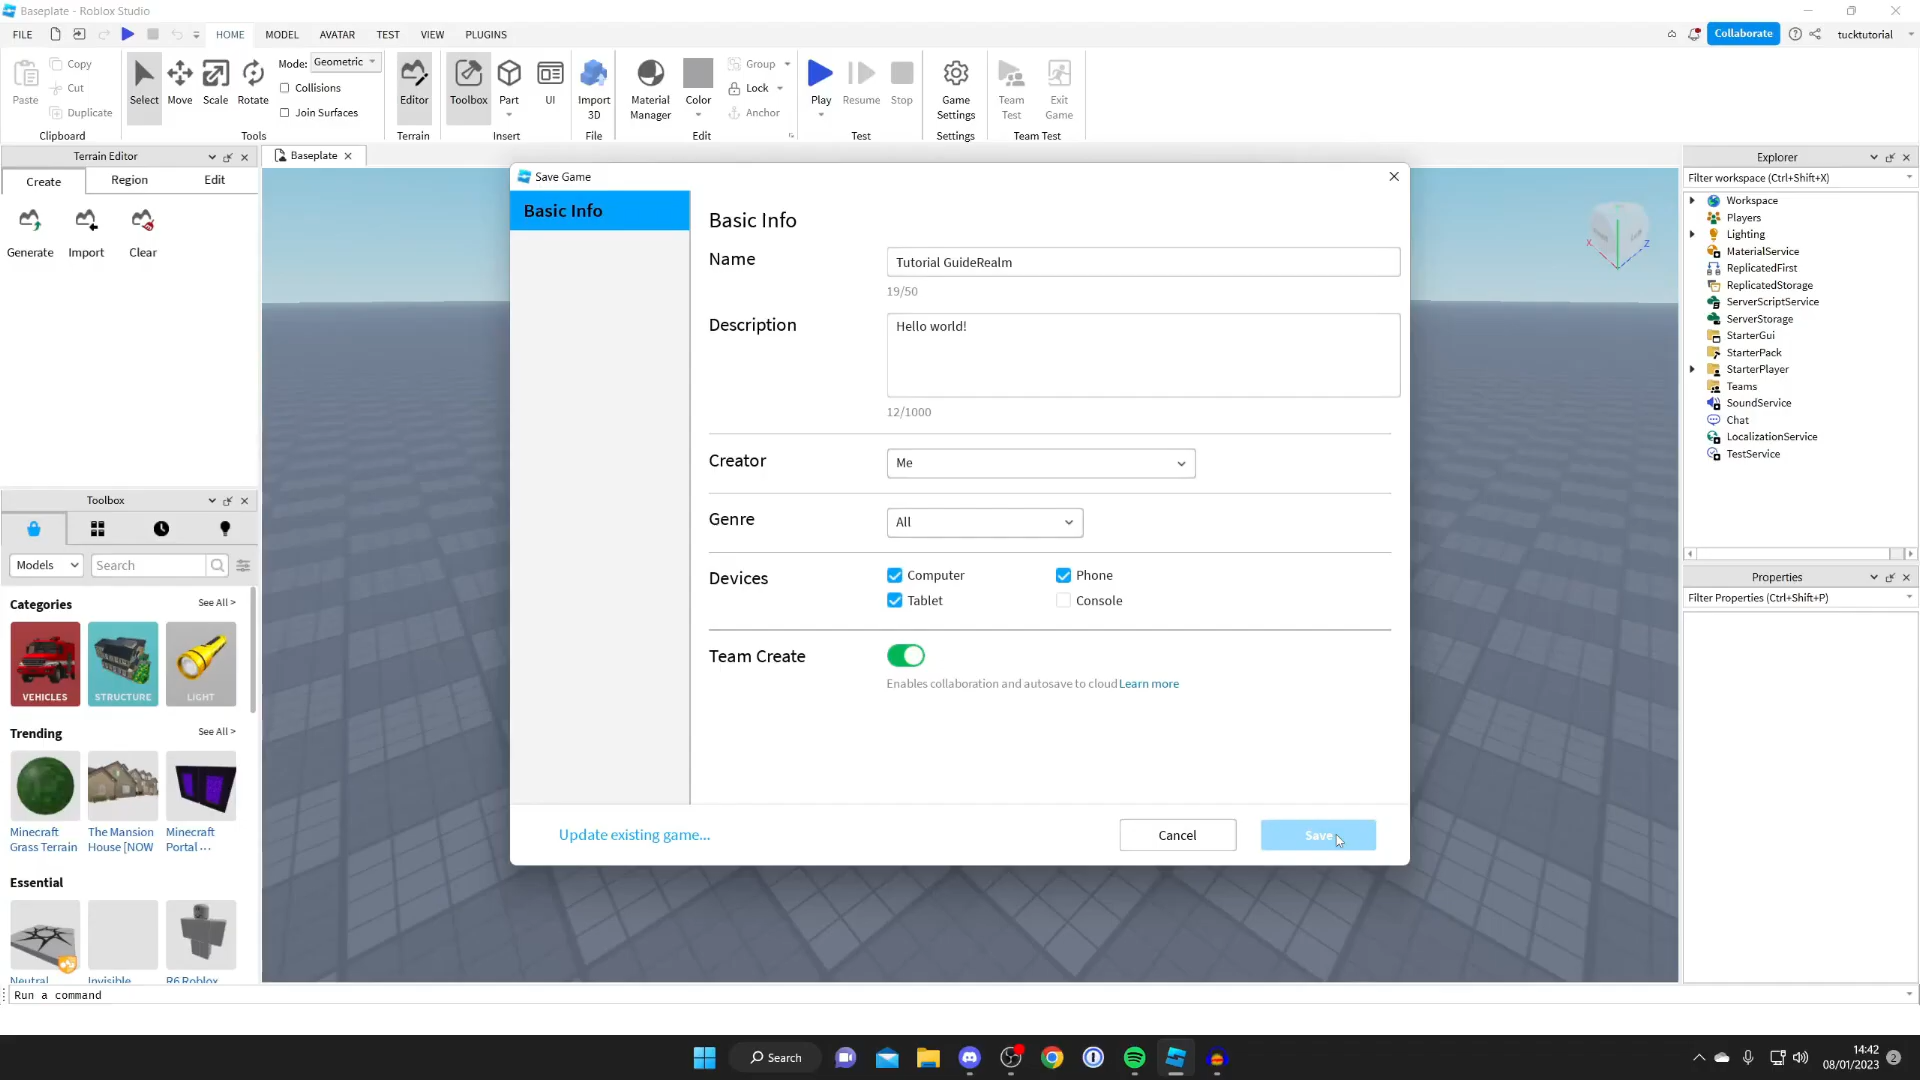 Baseplate - Roblox Studio
FILE HOME MODEL AVATAR TEST VIEW PLUGINS Collaborate tucktutorial
Paste Copy Cut Duplicate Clipboard
Select Move Scale Rotate Mode: Geometric Collisions Join Surfaces Tools
Editor Terrain
Toolbox Part UI Insert
Import 3D File
Material Manager Color Group Lock Anchor Edit
Play Resume Stop Test
Game Settings Settings
Team Test Exit Game Team Test
Terrain Editor
Create Region Edit
Generate Import Clear
Baseplate
Toolbox
Models Search
Categories See All >
VEHICLES STRUCTURE LIGHT
Trending See All >
Minecraft Grass Terrain
The Mansion House [NOW
Minecraft Portal ...
Essential
Neutral Invisible R6 Roblox
Run a command
Save Game
Basic Info
Basic Info
Name Tutorial GuideRealm
19/50
Description Hello world!
12/1000
Creator Me
Genre All
Devices Computer Phone
Tablet Console
Team Create
Enables collaboration and autosave to cloud Learn more
Update existing game... Cancel Save
X Z
Explorer
Filter workspace (Ctrl+Shift+X)
Workspace
Players
Lighting
MaterialService
ReplicatedFirst
ReplicatedStorage
ServerScriptService
ServerStorage
StarterGui
StarterPack
StarterPlayer
Teams
SoundService
Chat
LocalizationService
TestService
Properties
Filter Properties (Ctrl+Shift+P)
Search
14:42
08/01/2023
2